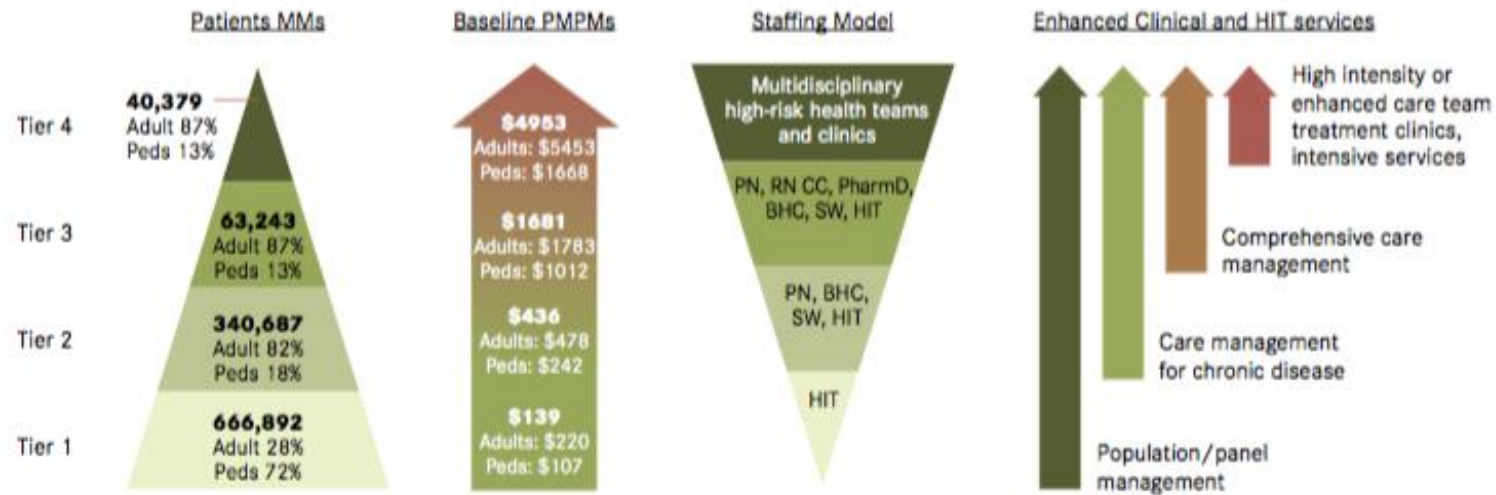 Patients MMs
Baseline PMPMs
Staffing Model
Enhanced Clinical and HIT services
Tier 4
40,379
Adult 87%
Peds 13%
$4953
Adults: $5453
Peds: $1668
Multidisciplinary
high-risk health teams
and clinics
High intensity or
enhanced care team
treatment clinics,
intensive services
Tier 3
63,243
Adult 87%
Peds 13%
$1681
Adults: $1783
Peds: $1012
PN, RN CC, PharmD,
BHC, SW, HIT
Comprehensive care
management
Tier 2
340,687
Adult 82%
Peds 18%
$436
Adults: $478
Peds: $242
PN, BHC,
SW, HIT
Care management
for chronic disease
Tier 1
666,892
Adult 28%
Peds 72%
$139
Adults: $220
Peds: $107
HIT
Population/panel
management